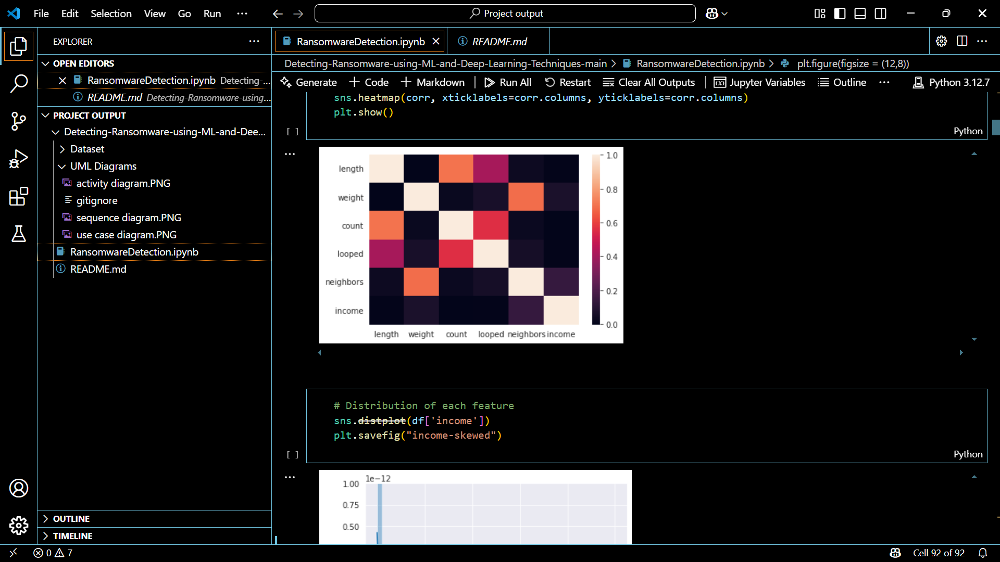 File Edit Selection View Go Run ...
Project output
EXPLORER ...
OPEN EDITORS
RansomwareDetection.ipynb Detecting-...
README.md Detecting-Ransomware-using...
PROJECT OUTPUT
Detecting-Ransomware-using-ML-and-Dee...
Dataset
UML Diagrams
activity diagram.PNG
gitignore
sequence diagram.PNG
use case diagram.PNG
RansomwareDetection.ipynb
README.md
OUTLINE
TIMELINE
RansomwareDetection.ipynb
README.md
Detecting-Ransomware-using-ML-and-Deep-Learning-Techniques-main > RansomwareDetection.ipynb > plt.figure(figsize = (12,8))
Generate + Code + Markdown | Run All Restart Clear All Outputs | Jupyter Variables Outline ... Python 3.12.7
sns.heatmap(corr, xticklabels=corr.columns, yticklabels=corr.columns)
plt.show()
[ ]
Python
...
length
weight
count
looped
neighbors
income
length weight count looped neighbors income
1.0
0.8
0.6
0.4
0.2
0.0
# Distribution of each feature
sns.distplot(df['income'])
plt.savefig("income-skewed")
[ ]
Python
...
1e−12
1.00
0.75
0.50
0 7
Cell 92 of 92